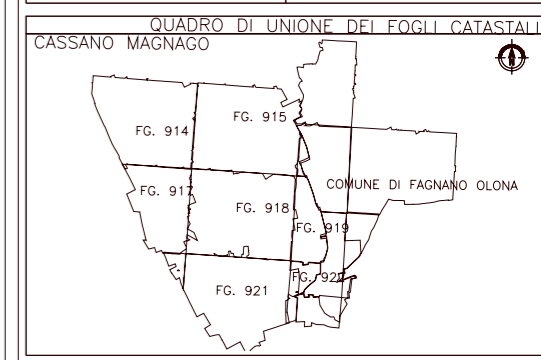 QUADRO DI UNIONE DEI FOGLI CATASTALI
CASSANO MAGNAGO
FG. 915
FG. 914
COMUNE DI FAGNANO OLONA
FG. 917
FG. 918
FG. 919
FG. 922
FG. 921